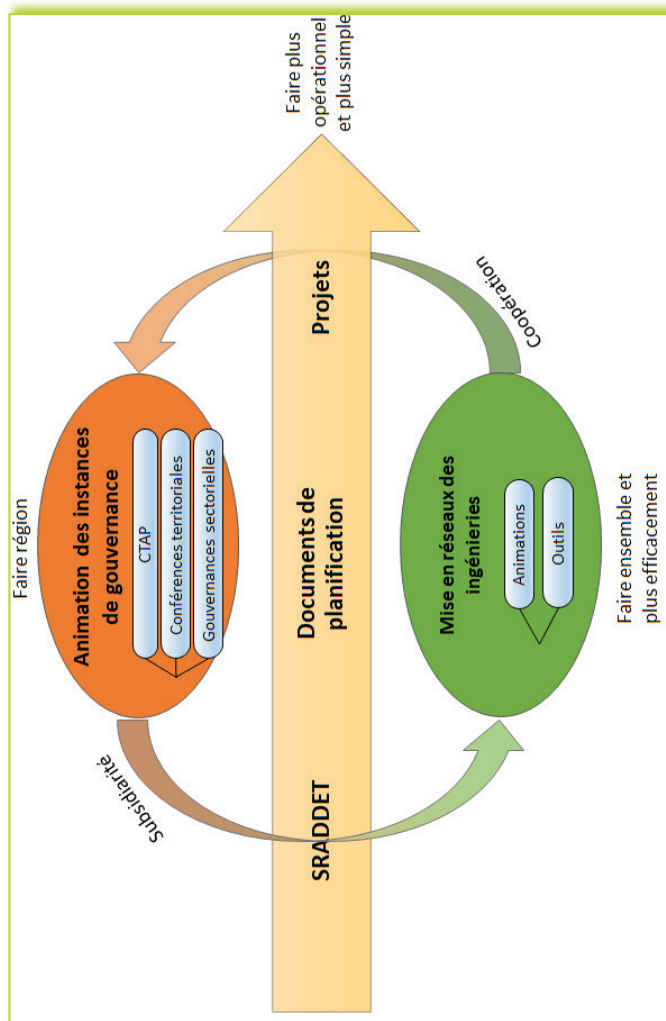 Faire région
Animation des instances
de gouvernance
CTAP
Conférences territoriales
Gouvernances sectorielles
Subsidiarité
SRADDET
Documents de
planification
Projets
Faire plus
opérationnel
et plus simple
Coopération
Mise en réseaux des
ingénieries
Animations
Outils
Faire ensemble et
plus efficacement